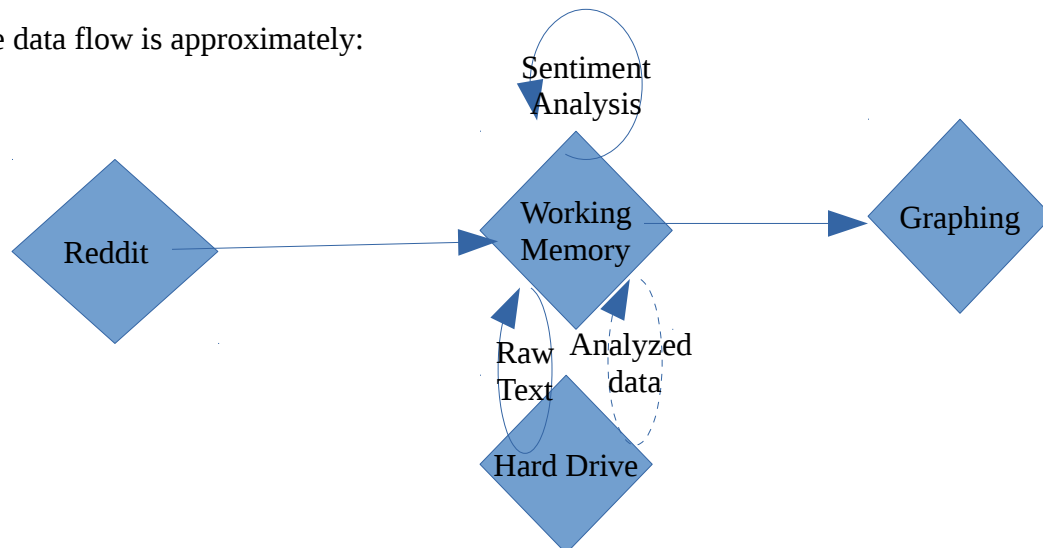 data flow is approximately:
Sentiment
Analysis
Reddit
Working
Memory
Graphing
Raw
Text
Analyzed
data
Hard Drive